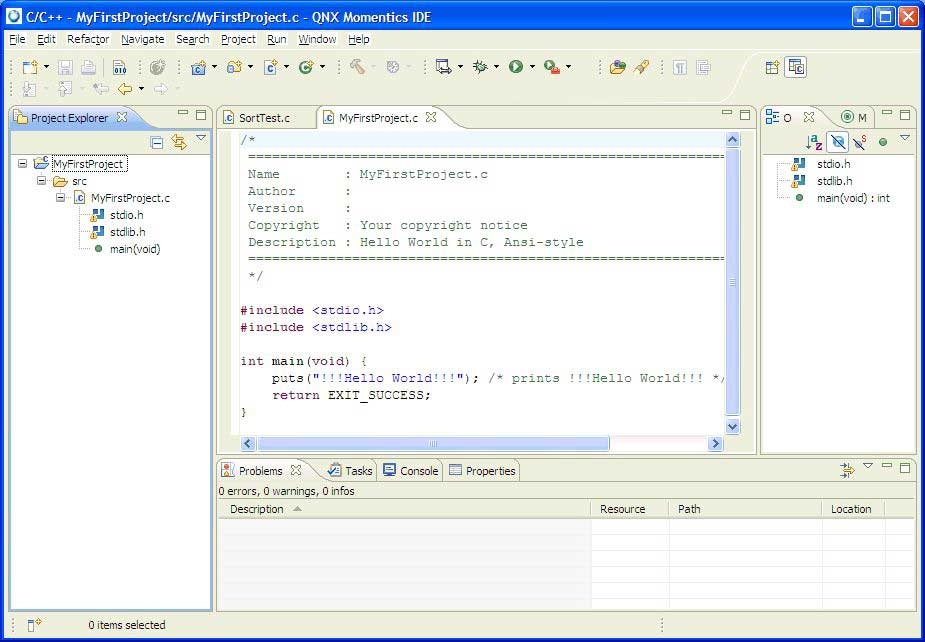 C/C++ - MyFirstProject/src/MyFirstProject.c - QNX Momentics IDE
File Edit Refactor Navigate Search Project Run Window Help
010
Project Explorer
MyFirstProject
src
MyFirstProject.c
stdio.h
stdlib.h
main(void)
SortTest.c MyFirstProject.c
/*
============================================================
Name : MyFirstProject.c
Author :
Version :
Copyright : Your copyright notice
Description : Hello World in C, Ansi-style
============================================================
*/
#include <stdio.h>
#include <stdlib.h>
int main(void) {
puts("!!!Hello World!!!"); /* prints !!!Hello World!!! */
return EXIT_SUCCESS;
}
O M
stdio.h
stdlib.h
main(void) : int
Problems Tasks Console Properties
0 errors, 0 warnings, 0 infos
Description Resource Path Location
0 items selected